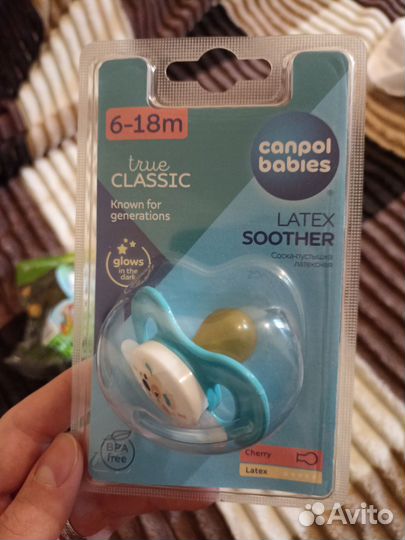 6-18m
canpol
babies
true
CLASSIC
Known for
generations
LATEX
SOOTHER
Соска-пустышка
латексная
glows
in the
dark
BPA
free
Cherry
Latex
Avito